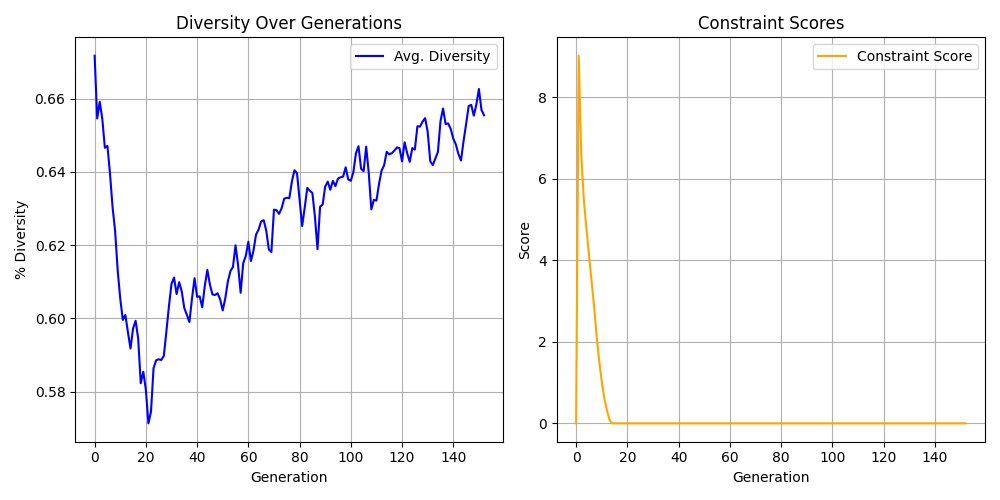 Diversity Over Generations
Avg. Diversity
% Diversity
0.66
0.64
0.62
0.60
0.58
0 20 40 60 80 100 120 140
Generation
Constraint Scores
Constraint Score
Score
8
6
4
2
0
0 20 40 60 80 100 120 140
Generation